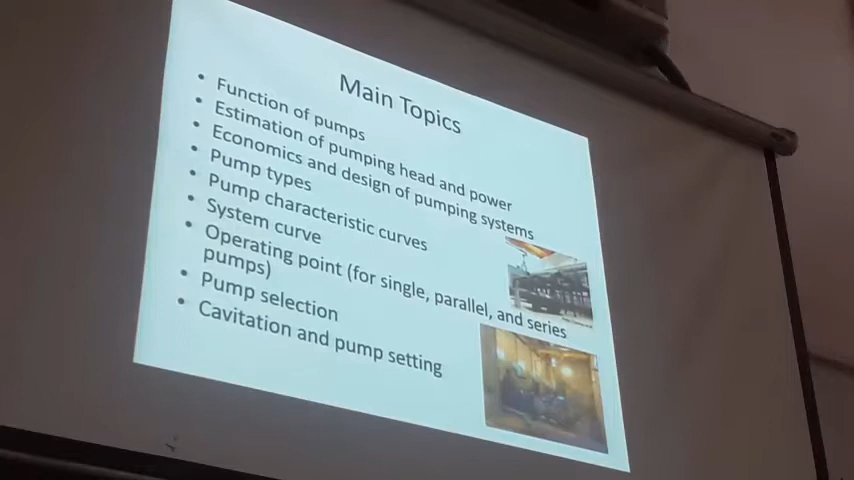 Main Topics
• Function of pumps
• Estimation of pumping head and power
• Economics and design of pumping systems
• Pump types
• Pump characteristic curves
• System curve
• Operating point (for single, parallel, and series
pumps)
• Pump selection
• Cavitation and pump setting